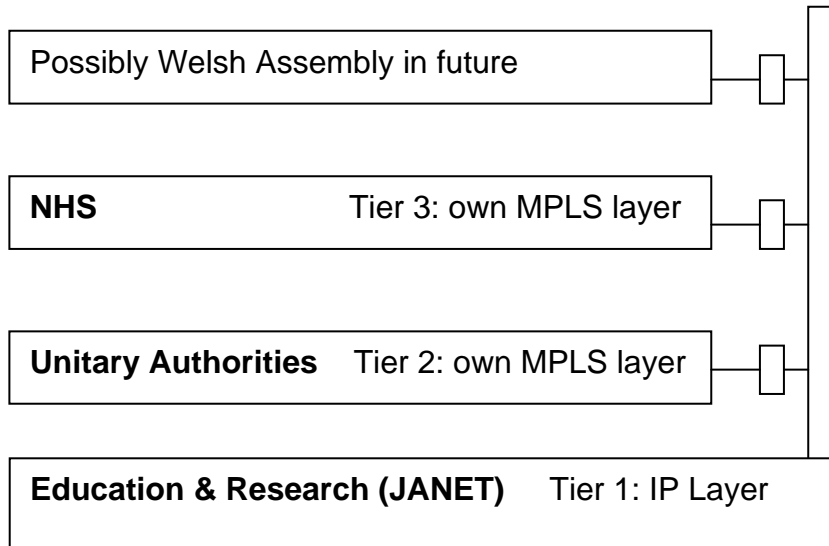 Possibly Welsh Assembly in future
NHS Tier 3: own MPLS layer
Unitary Authorities Tier 2: own MPLS layer
Education & Research (JANET) Tier 1: IP Layer